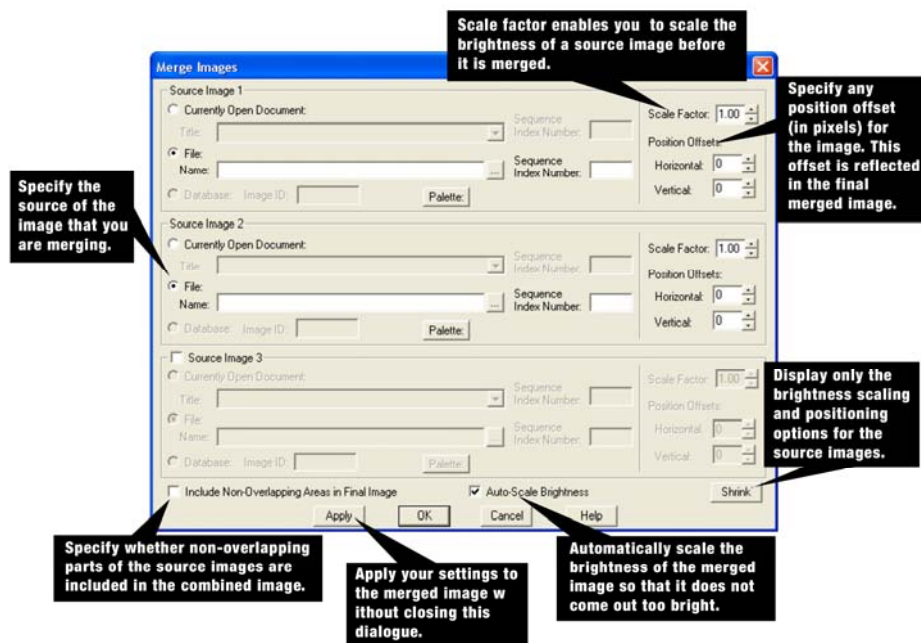 Scale factor enables you to scale the
brightness of a source image before
it is merged.
Merge Images
Specify any
position offset
(in pixels) for
the image. This
offset is reflected
in the final
merged image.
Source Image 1
Currently Open Document:
Title:
Sequence
Index Number:
File:
Name:
...
Sequence
Index Number:
Database: Image ID:
Palette:
Scale Factor: 1.00
Position Offsets:
Horizontal: 0
Vertical: 0
Specify the
source of the
image that you
are merging.
Source Image 2
Currently Open Document:
Title:
Sequence
Index Number:
File:
Name:
...
Sequence
Index Number:
Database: Image ID:
Palette:
Scale Factor: 1.00
Position Offsets:
Horizontal: 0
Vertical: 0
Source Image 3
Currently Open Document:
Title:
Sequence
Index Number:
File:
Name:
...
Sequence
Index Number:
Database: Image ID:
Palette:
Scale Factor: 1.00
Position Offsets:
Horizontal: 0
Vertical: 0
Display only the
brightness scaling
and positioning
options for the
source images.
Include Non-Overlapping Areas in Final Image
Auto-Scale Brightness
Shrink
Apply
OK
Cancel
Help
Specify whether non-overlapping
parts of the source images are
included in the combined image.
Apply your settings to
the merged image w
ithout closing this
dialogue.
Automatically scale the
brightness of the merged
image so that it does not
come out too bright.